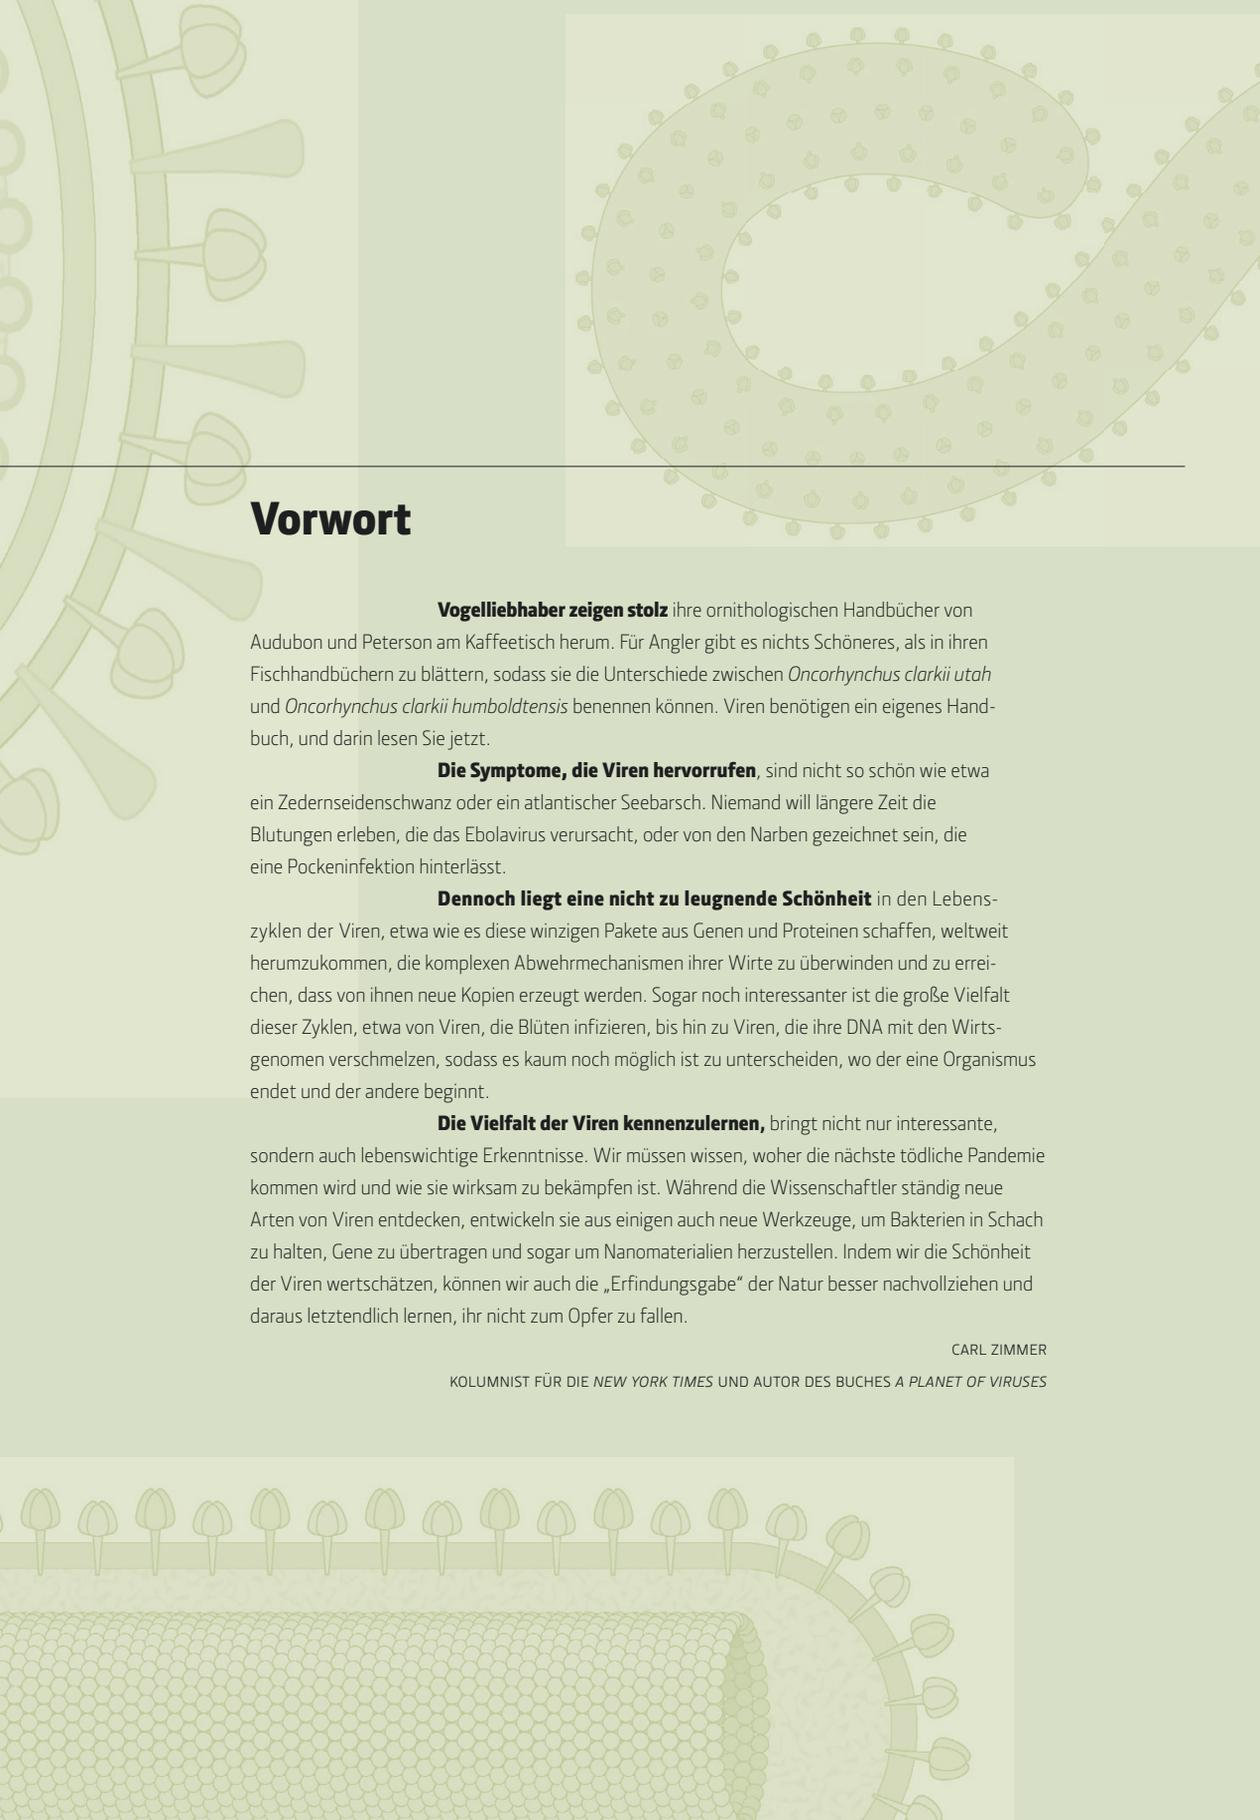 Vorwort
Vogelliebhaber zeigen stolz ihre ornithologischen Handbücher von
Audubon und Peterson am Kaffeetisch herum. Für Angler gibt es nichts Schöneres, als in ihren
Fischhandbüchern zu blättern, sodass sie die Unterschiede zwischen Oncorhynchus clarkii utah
und Oncorhynchus clarkii humboldtensis benennen können. Viren benötigen ein eigenes Hand-
buch, und darin lesen Sie jetzt.
Die Symptome, die Viren hervorrufen, sind nicht so schön wie etwa
ein Zedernseidenschwanz oder ein atlantischer Seebarsch. Niemand will längere Zeit die
Blutungen erleben, die das Ebolavirus verursacht, oder von den Narben gezeichnet sein, die
eine Pockeninfektion hinterlässt.
Dennoch liegt eine nicht zu leugnende Schönheit in den Lebens-
zyklen der Viren, etwa wie es diese winzigen Pakete aus Genen und Proteinen schaffen, weltweit
herumzukommen, die komplexen Abwehrmechanismen ihrer Wirte zu überwinden und zu errei-
chen, dass von ihnen neue Kopien erzeugt werden. Sogar noch interessanter ist die große Vielfalt
dieser Zyklen, etwa von Viren, die Blüten infizieren, bis hin zu Viren, die ihre DNA mit den Wirts-
genomen verschmelzen, sodass es kaum noch möglich ist zu unterscheiden, wo der eine Organismus
endet und der andere beginnt.
Die Vielfalt der Viren kennenzulernen, bringt nicht nur interessante,
sondern auch lebenswichtige Erkenntnisse. Wir müssen wissen, woher die nächste tödliche Pandemie
kommen wird und wie sie wirksam zu bekämpfen ist. Während die Wissenschaftler ständig neue
Arten von Viren entdecken, entwickeln sie aus einigen auch neue Werkzeuge, um Bakterien in Schach
zu halten, Gene zu übertragen und sogar um Nanomaterialien herzustellen. Indem wir die Schönheit
der Viren wertschätzen, können wir auch die „Erfindungsgabe“ der Natur besser nachvollziehen und
daraus letztendlich lernen, ihr nicht zum Opfer zu fallen.
CARL ZIMMER
KOLUMNIST FÜR DIE NEW YORK TIMES UND AUTOR DES BUCHES A PLANET OF VIRUSES